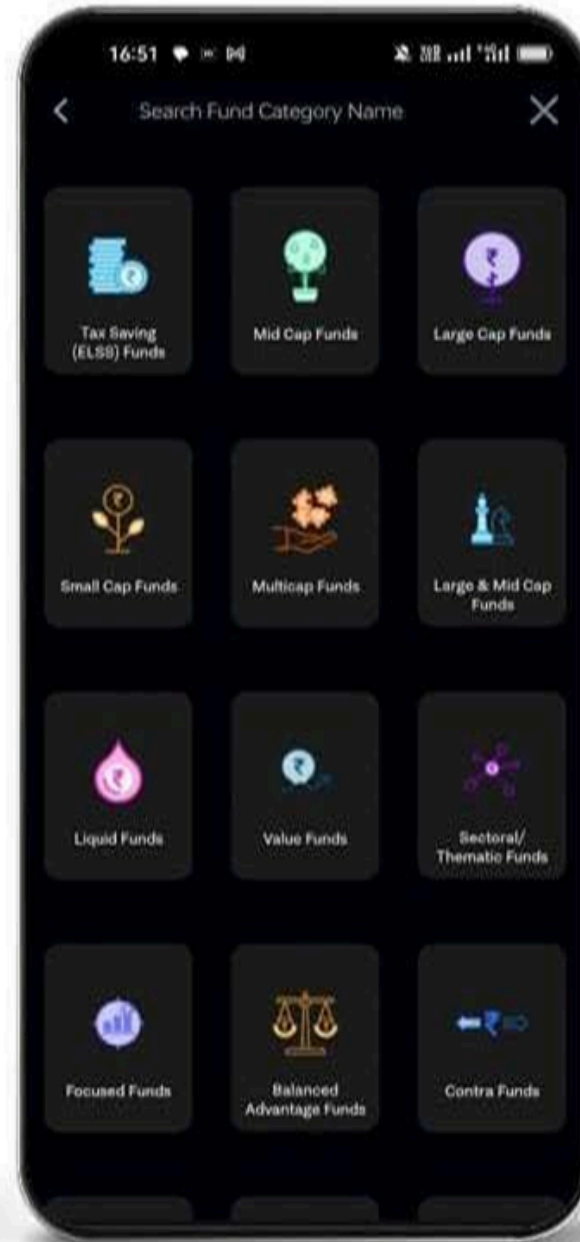 16:51
Search Fund Category Name
Tax Saving
(ELSS) Funds
Mid Cap Funds
Large Cap Funds
Small Cap Funds
Multicap Funds
Large & Mid Cap
Funds
Liquid Funds
Value Funds
Sectoral/
Thematic Funds
Focused Funds
Balanced
Advantage Funds
Contra Funds